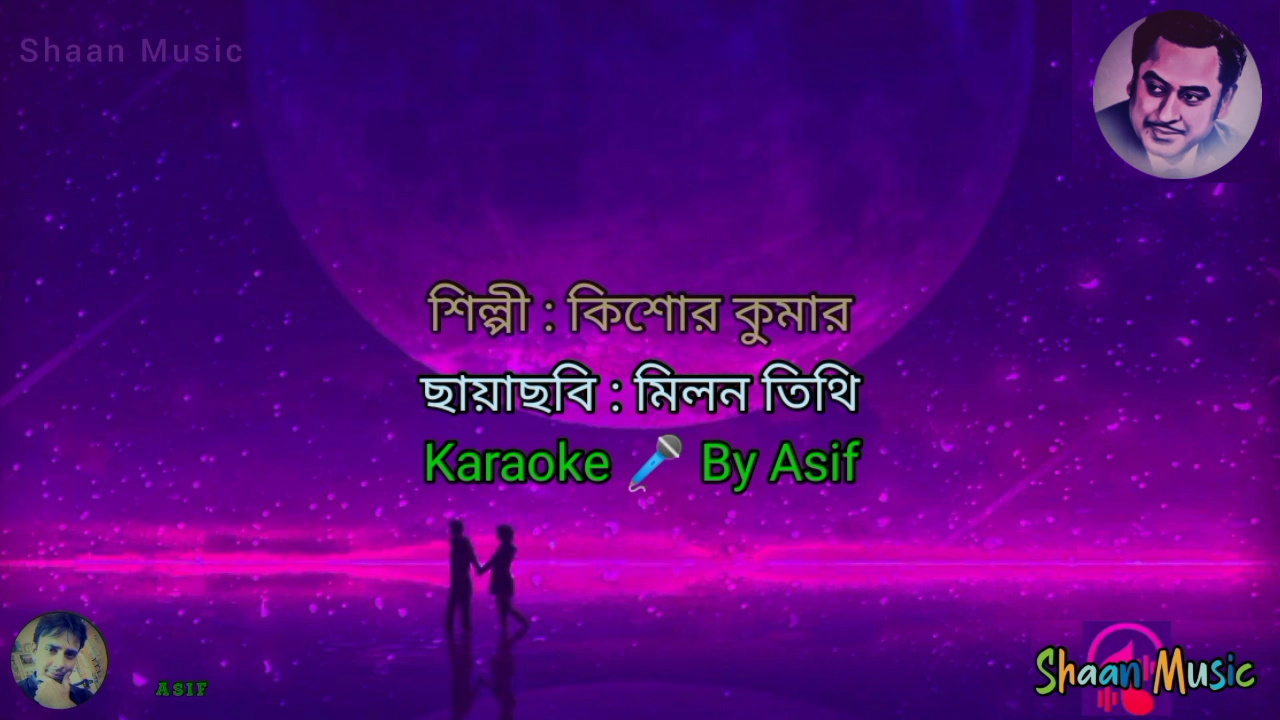 Shaan Music
শিল্পী : কিশোর কুমার
ছায়াছবি : মিলন তিথি
Karaoke 🎤 By Asif
ASIF
Shaan Music